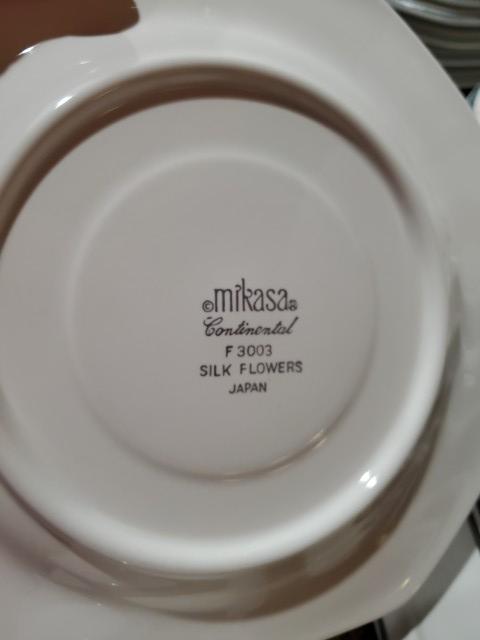 ©mikasa®
Continental
F 3003
SILK FLOWERS
JAPAN